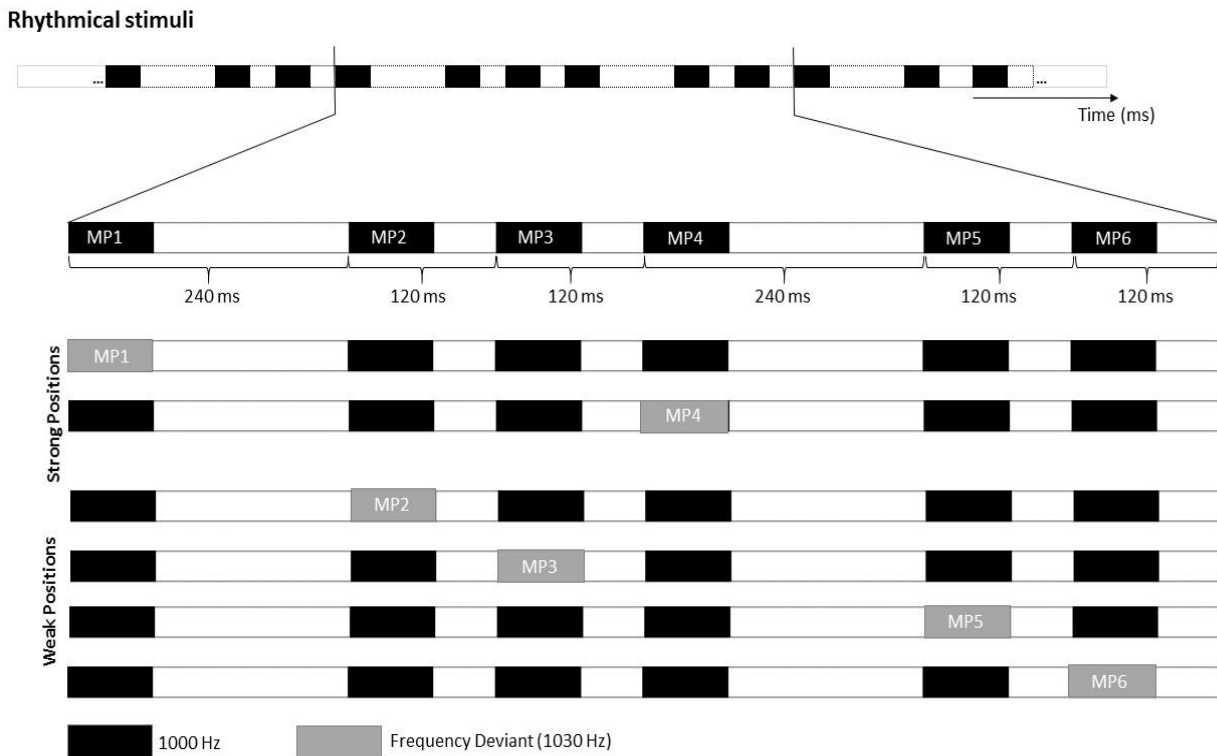 Rhythmical stimuli
... ...
Time (ms)
MP1 MP2 MP3 MP4 MP5 MP6
240 ms 120 ms 120 ms 240 ms 120 ms 120 ms
Strong Positions
MP1
MP4
Weak Positions
MP2
MP3
MP5
MP6
1000 Hz Frequency Deviant (1030 Hz)